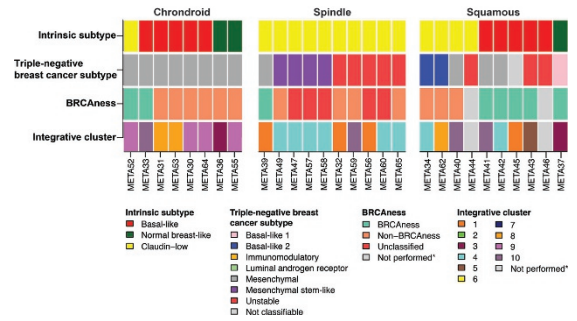 Chrondroid Spindle Squamous
Intrinsic subtype
Triple-negative
breast cancer subtype
BRCAness
Integrative cluster
META52 META33 META31 META53 META30 META64 META36 META55 META39 META49 META47 META57 META58 META32 META59 META56 META60 META65 META34 META62 META40 META44 META41 META42 META45 META43 META46 META37
Intrinsic subtype
Basal-like
Normal breast-like
Claudin-low
Triple-negative breast
cancer subtype
Basal-like 1
Basal-like 2
Immunomodulatory
Luminal androgen receptor
Mesenchymal
Mesenchymal stem-like
Unstable
Not classifiable
BRCAness
BRCAness
Non-BRCAness
Unclassified
Not performed*
Integrative cluster
1
2
3
4
5
6
7
8
9
10
Not performed*